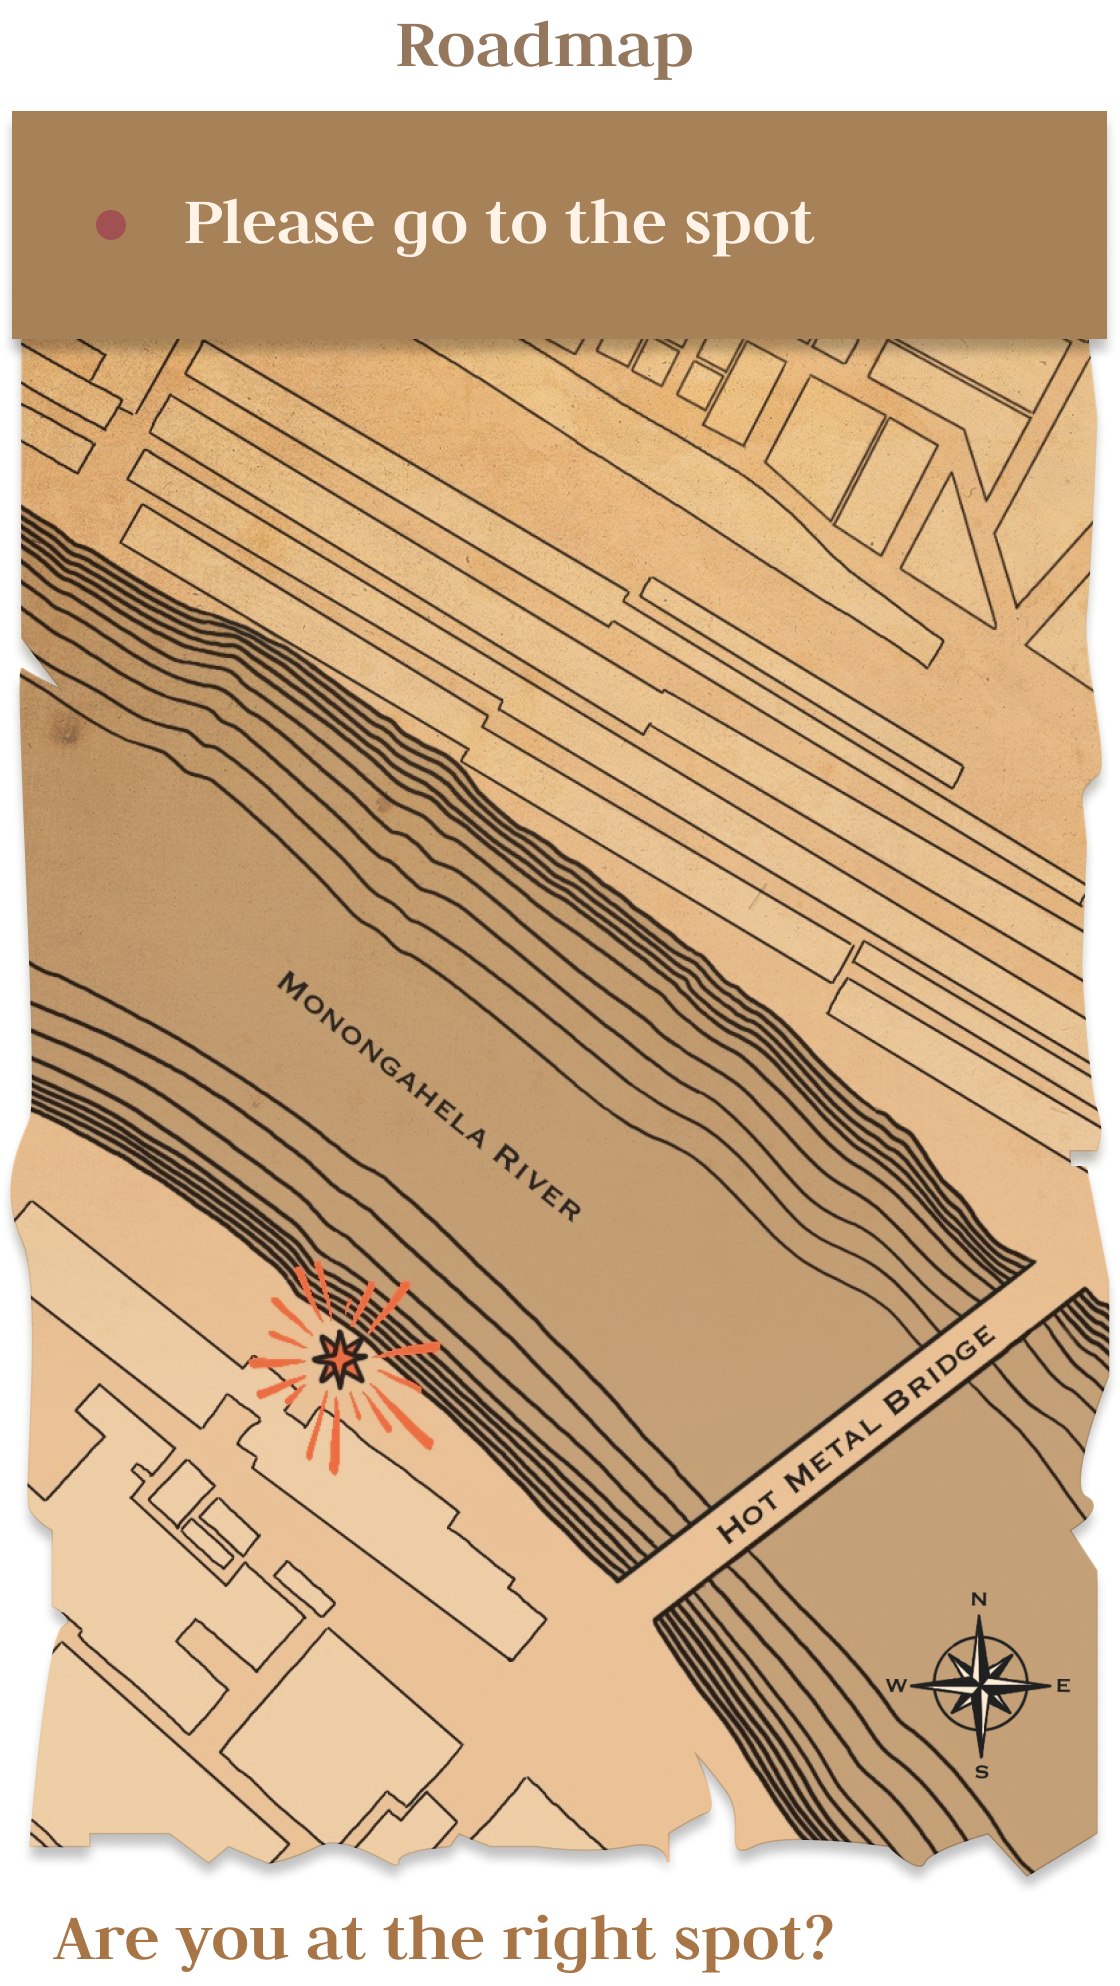 Roadmap
Please go to the spot
MONONGAHELA RIVER
HOT METAL BRIDGE
N
W E
S
Are you at the right spot?